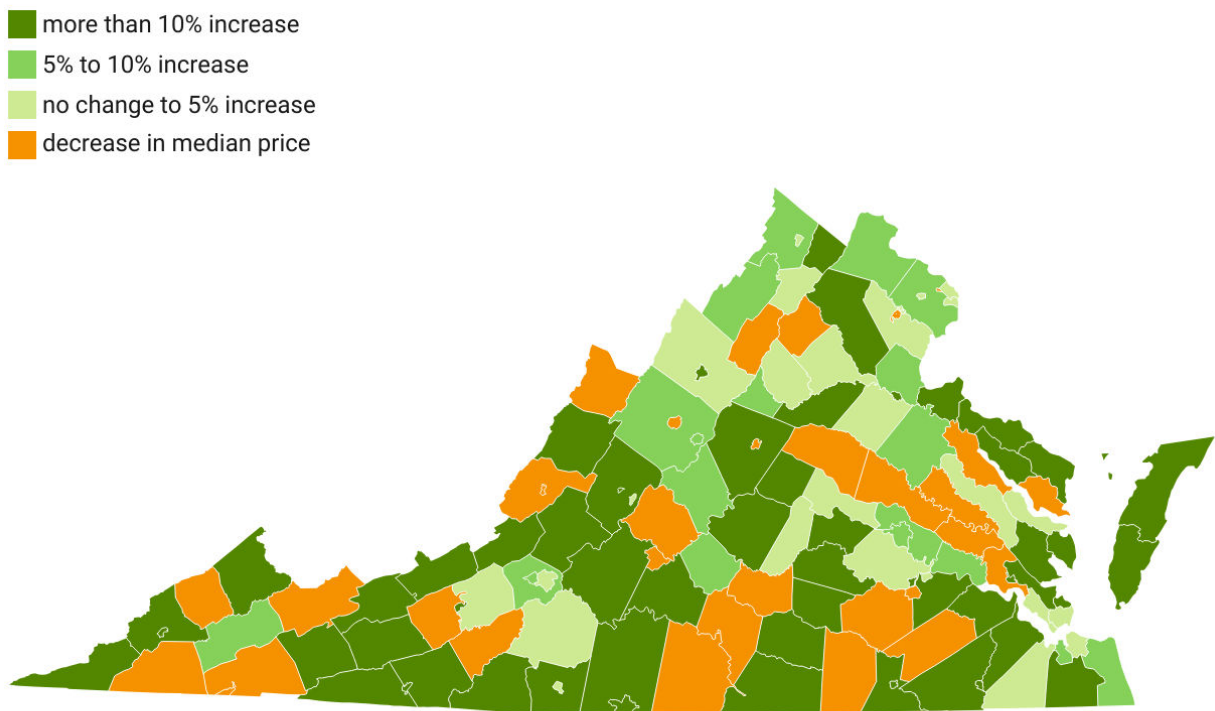 more than 10% increase
5% to 10% increase
no change to 5% increase
decrease in median price